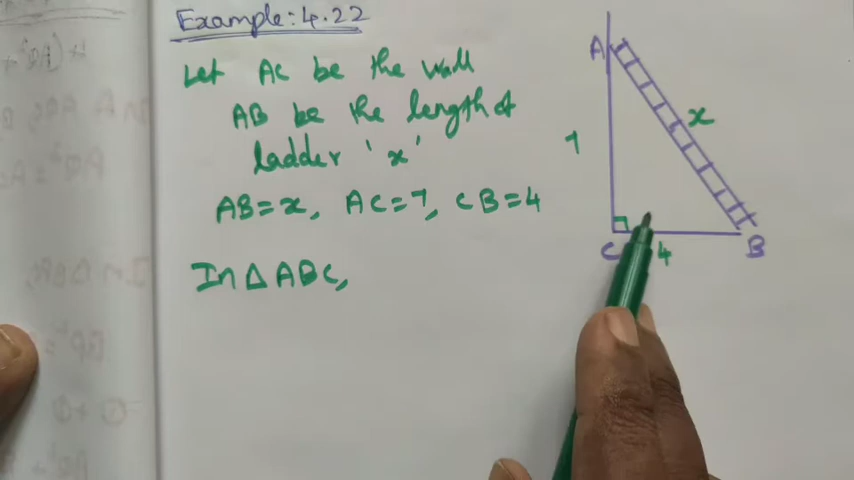 Example: 4.22
Let AC be the wall
AB be the length of
ladder 'x'
AB = x, AC = 7, CB = 4
In △ ABC,
A
x
7
C
4
B